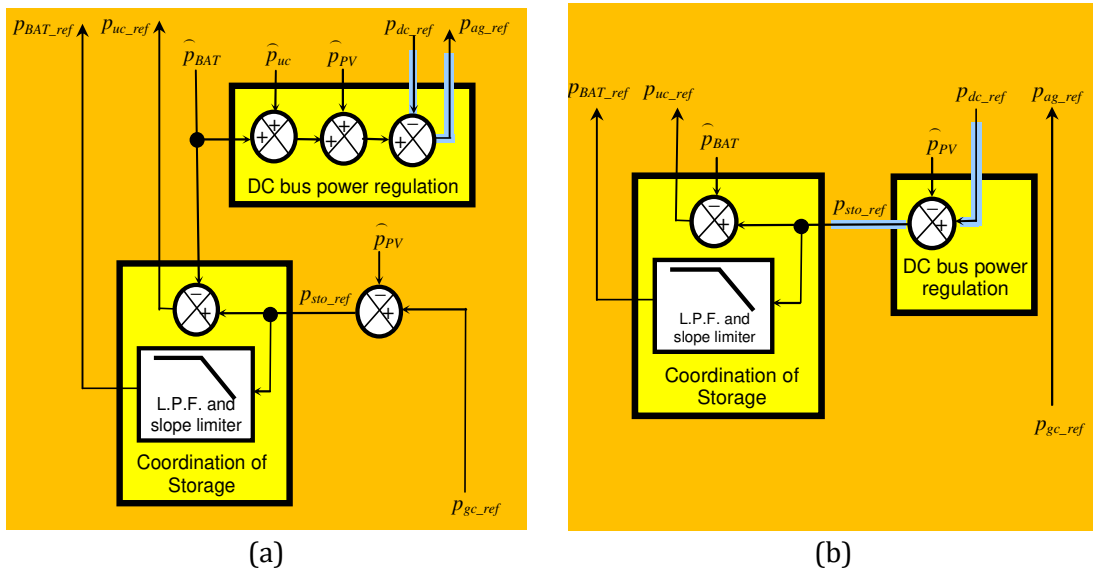 p_BAT_ref p_uc_ref p_dc_ref p_ag_ref
p̂_BAT p̂_uc p̂_PV
+ + + + + −
DC bus power regulation
p̂_PV
p_sto_ref
− +
− +
L.P.F. and
slope limiter
Coordination of
Storage
p_gc_ref
(a)
p_BAT_ref p_uc_ref p_dc_ref p_ag_ref
p̂_BAT p̂_PV
p_sto_ref
− +
− +
DC bus power
regulation
L.P.F. and
slope limiter
Coordination of
Storage
p_gc_ref
(b)